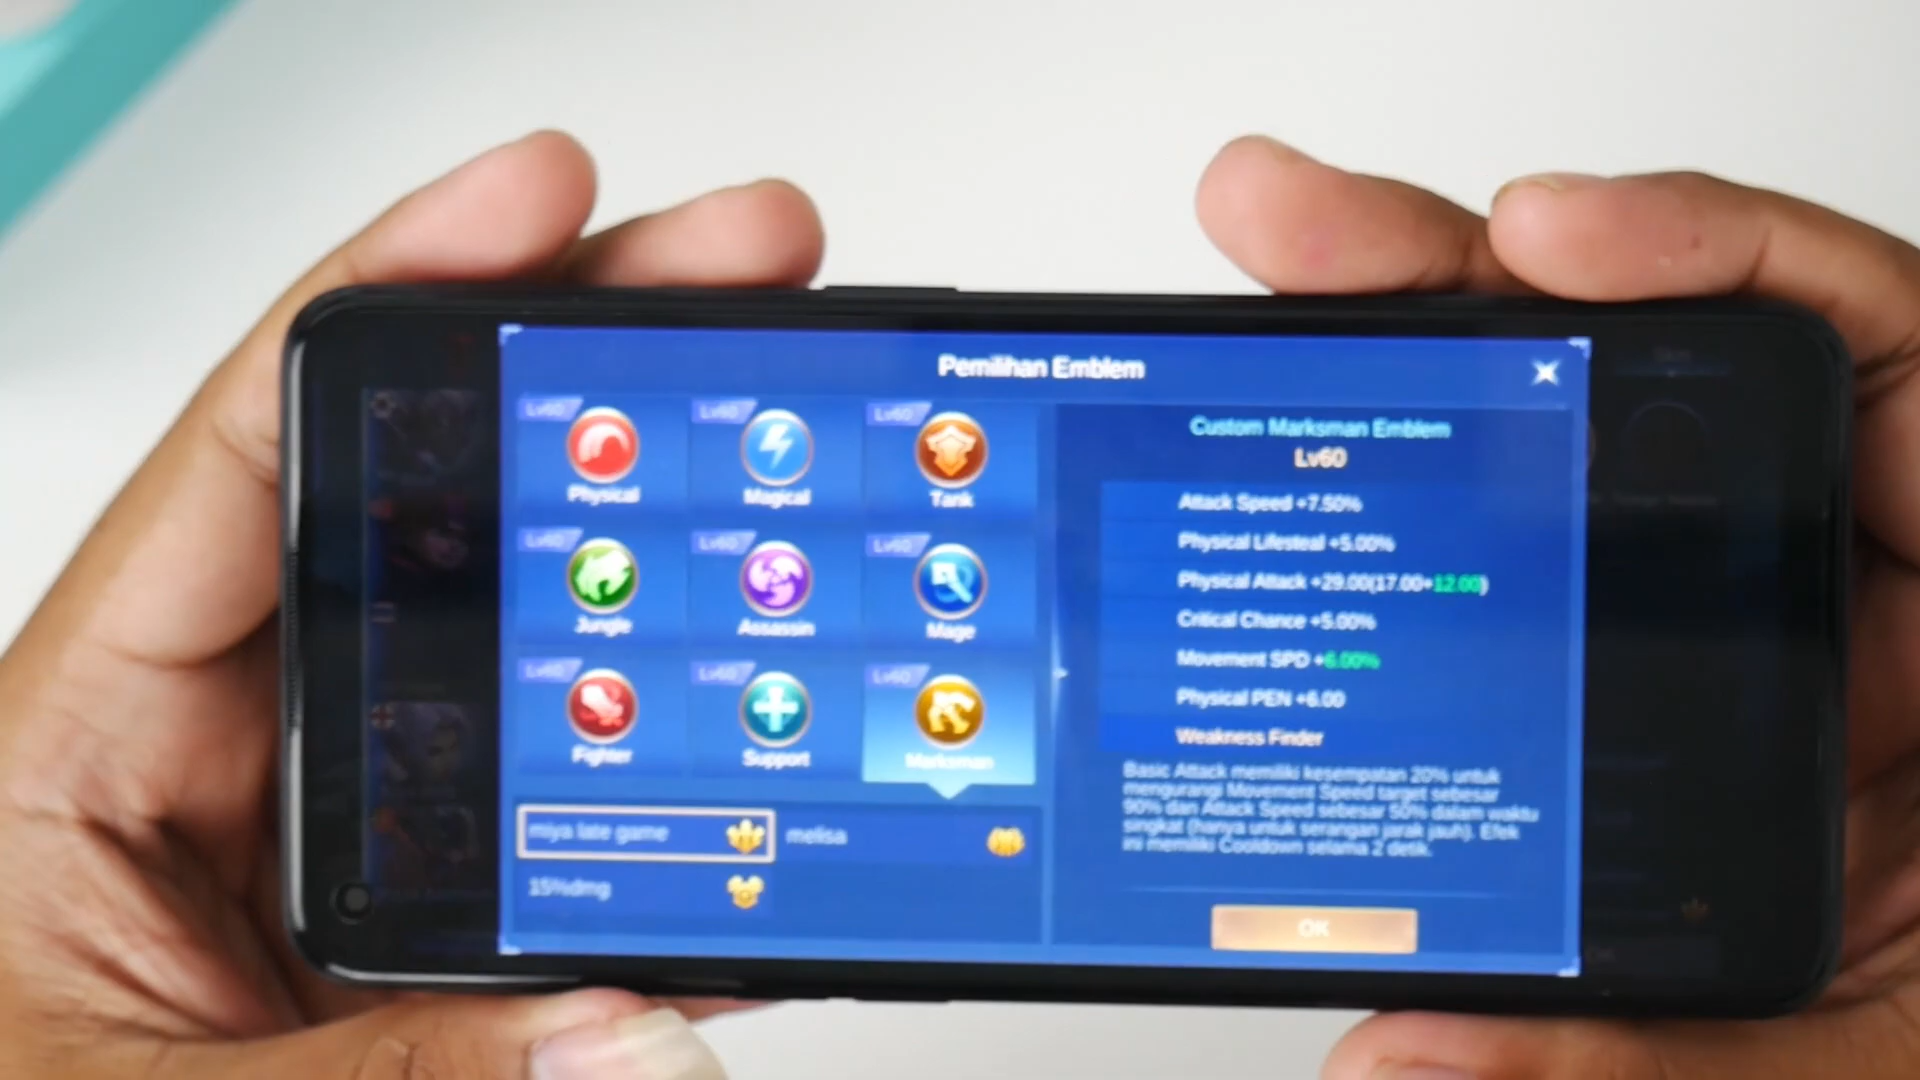 Pemilihan Emblem
Lv60
Lv60
Lv60
Physical
Magical
Tank
Lv60
Lv60
Lv60
Jungle
Assassin
Mage
Lv60
Lv60
Lv60
Fighter
Support
Marksman
miya late game
melisa
15%dmg
Custom Marksman Emblem
Lv60
Attack Speed +7.50%
Physical Lifesteal +5.00%
Physical Attack +29.00(17.00+12.00)
Critical Chance +5.00%
Movement SPD +6.00%
Physical PEN +6.00
Weakness Finder
Basic Attack memiliki kesempatan 20% untuk
mengurangi Movement Speed target sebesar
90% dan Attack Speed sebesar 50% dalam waktu
singkat (hanya untuk serangan jarak jauh). Efek
ini memiliki Cooldown selama 2 detik.
OK